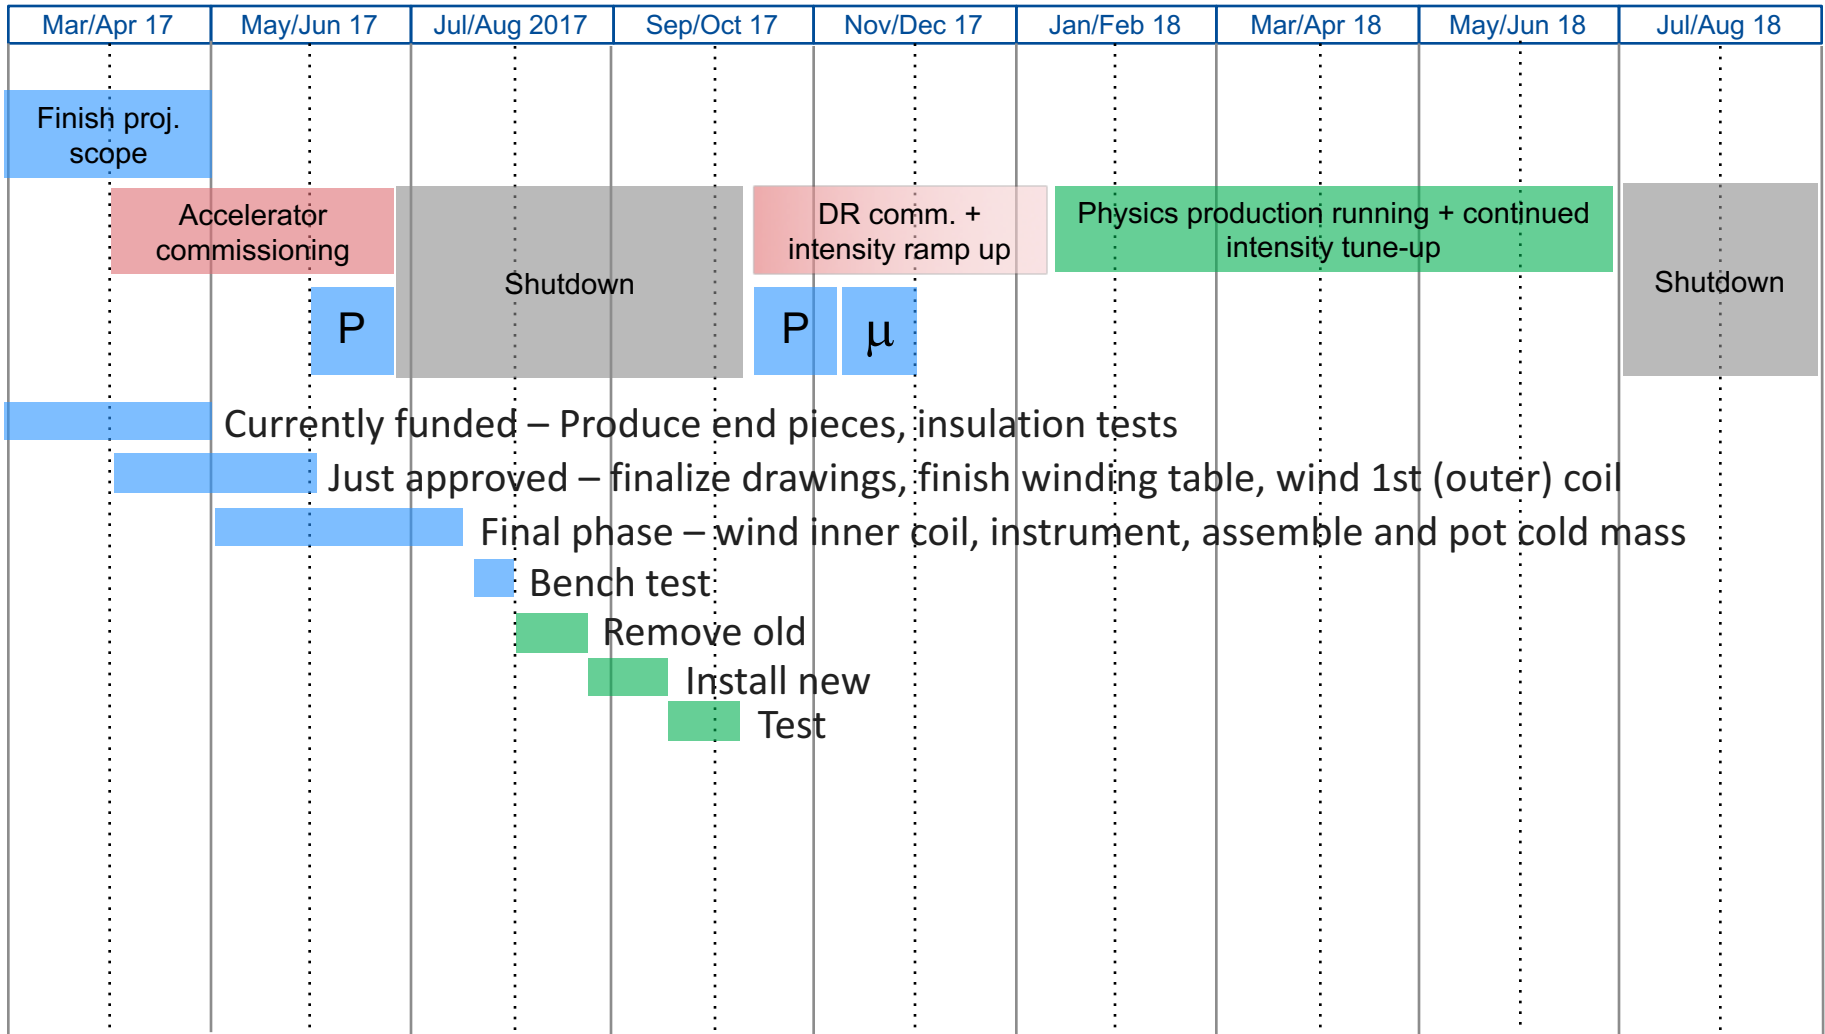 Mar/Apr 17
May/Jun 17
Jul/Aug 2017
Sep/Oct 17
Nov/Dec 17
Jan/Feb 18
Mar/Apr 18
May/Jun 18
Jul/Aug 18
Finish proj.
scope
Accelerator
commissioning
Shutdown
DR comm. +
intensity ramp up
Physics production running + continued
intensity tune-up
Shutdown
P
P
μ
Currently funded – Produce end pieces, insulation tests
Just approved – finalize drawings, finish winding table, wind 1st (outer) coil
Final phase – wind inner coil, instrument, assemble and pot cold mass
Bench test
Remove old
Install new
Test